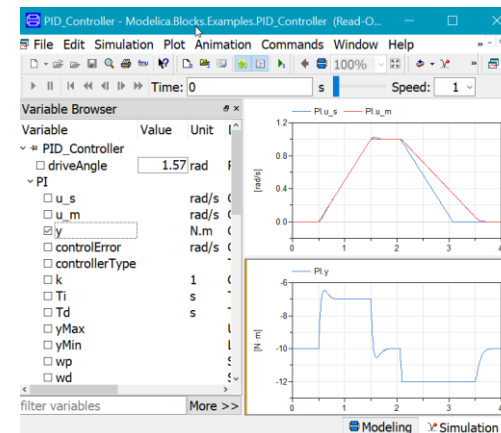 PID_Controller - Modelica.Blocks.Examples.PID_Controller (Read-O...
File Edit Simulation Plot Animation Commands Window Help
100%
Time: 0 s Speed: 1
Variable Browser
Variable Value Unit
PID_Controller
driveAngle 1.57 rad
PI
u_s rad/s
u_m rad/s
y N.m
controlError rad/s
controllerType
k 1
Ti s
Td s
yMax
yMin
wp
wd
filter variables More >>
PI.u_s PI.u_m
1.2
0.8
0.4
0.0
[rad/s]
0 1 2 3 4
PI.y
-6
-8
-10
-12
[N·m]
0 1 2 3 4
Modeling Simulation